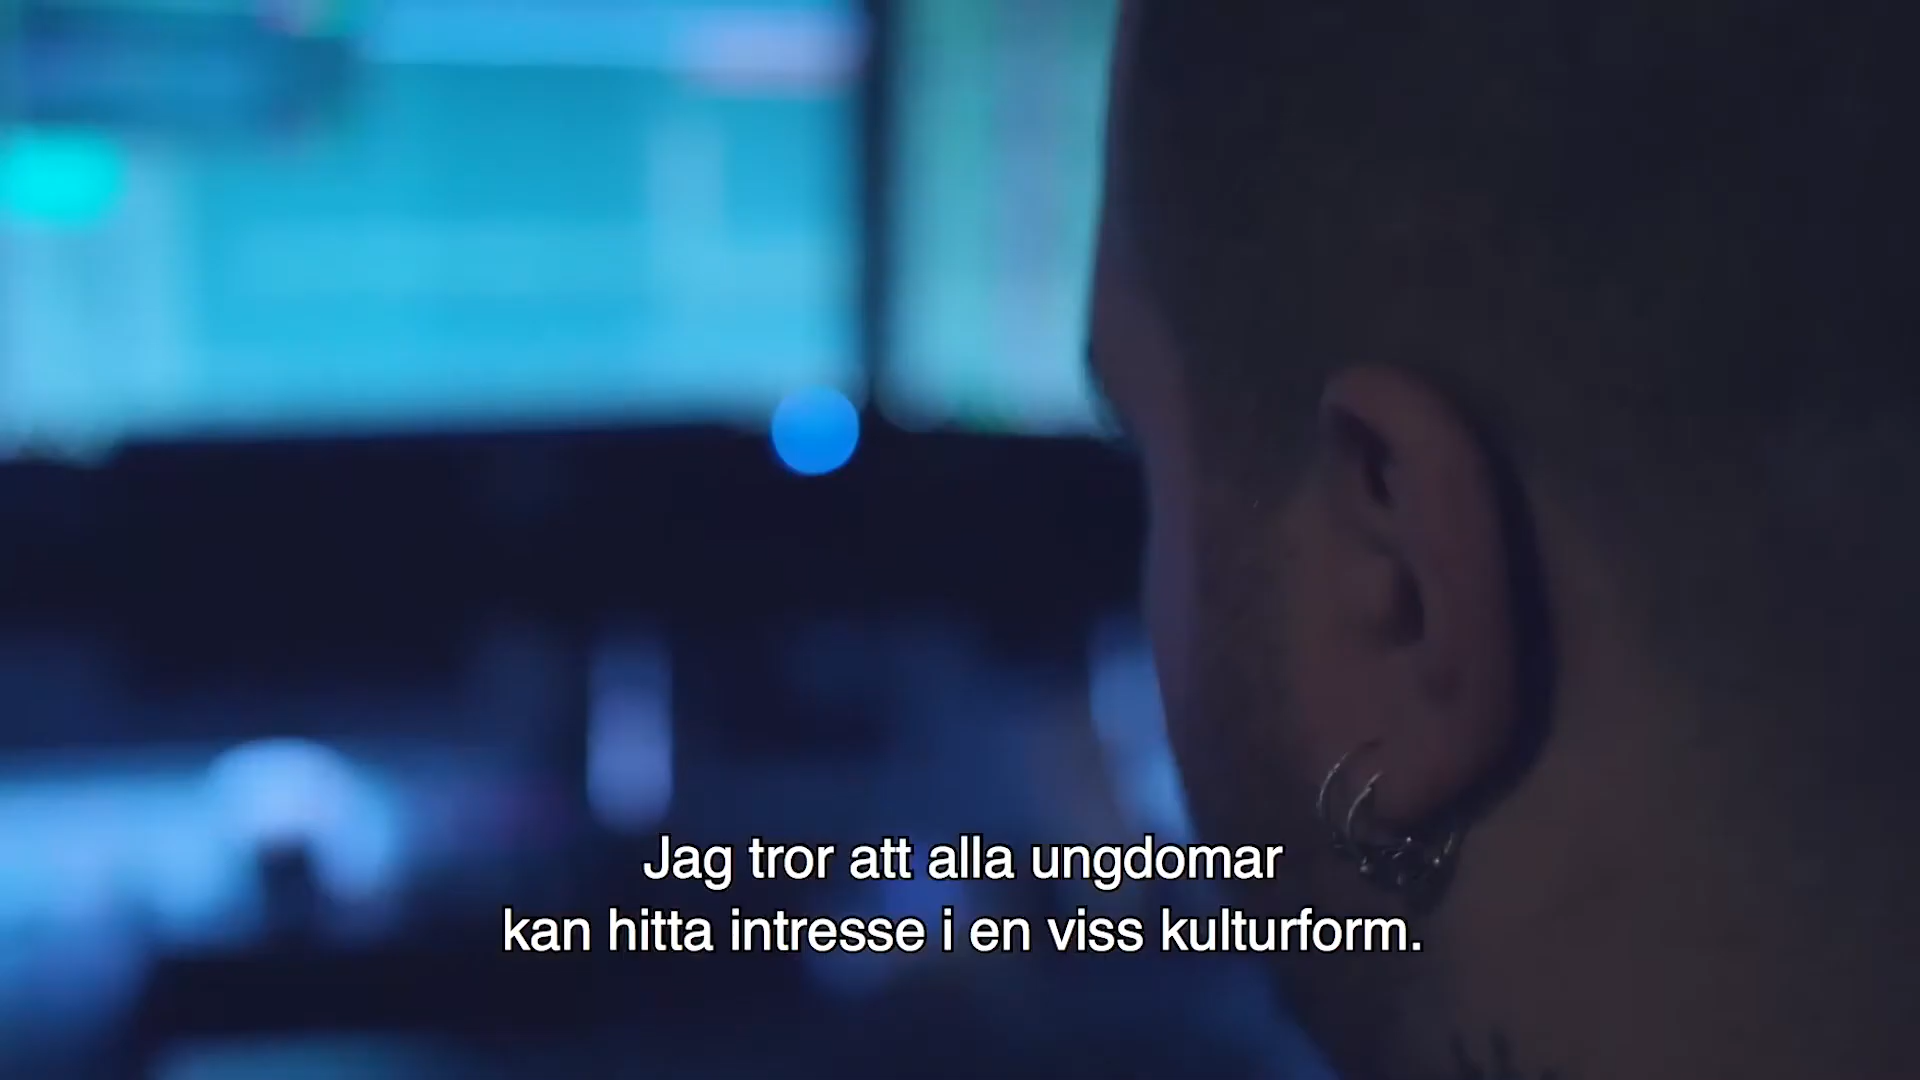 Jag tror att alla ungdomar
kan hitta intresse i en viss kulturform.